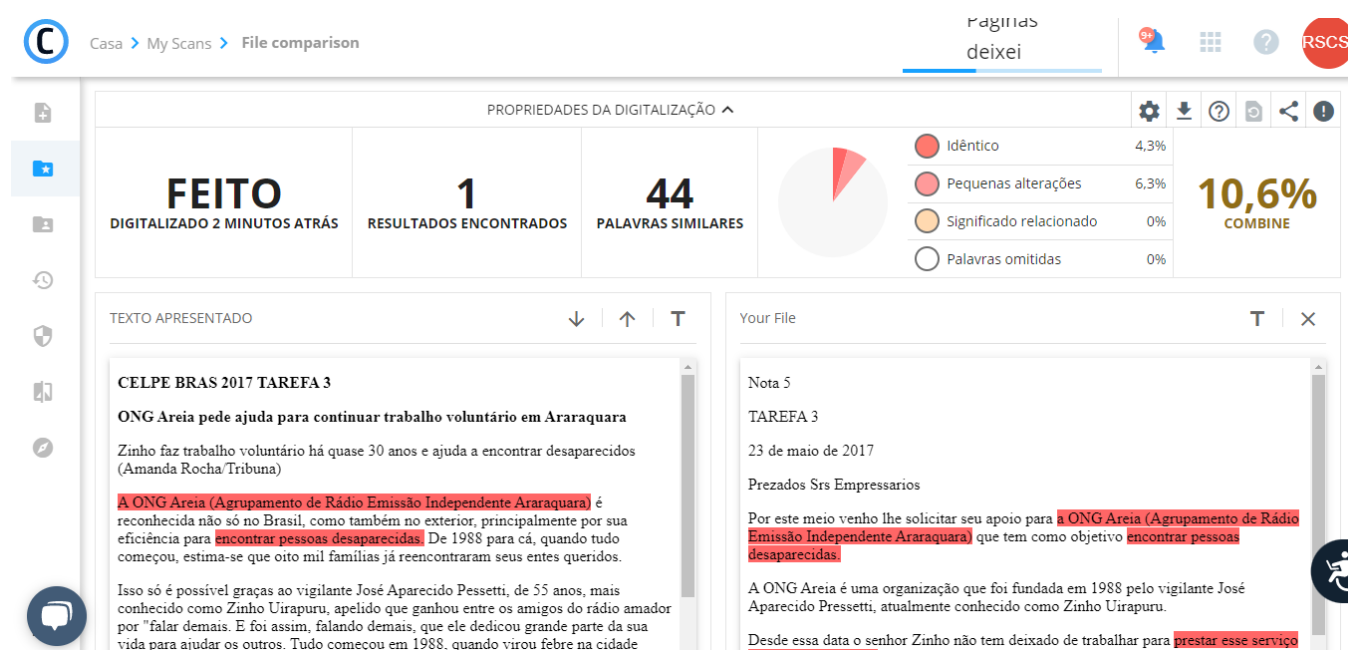 Páginas
deixei
C
Casa > My Scans > File comparison
9+
RSCS
PROPRIEDADES DA DIGITALIZAÇÃO
FEITO
DIGITALIZADO 2 MINUTOS ATRÁS
1
RESULTADOS ENCONTRADOS
44
PALAVRAS SIMILARES
Idêntico 4,3%
Pequenas alterações 6,3%
Significado relacionado 0%
Palavras omitidas 0%
10,6%
COMBINE
TEXTO APRESENTADO
T
CELPE BRAS 2017 TAREFA 3
ONG Areia pede ajuda para continuar trabalho voluntário em Araraquara
Zinho faz trabalho voluntário há quase 30 anos e ajuda a encontrar desaparecidos
(Amanda Rocha/Tribuna)
A ONG Areia (Agrupamento de Rádio Emissão Independente Araraquara) é
reconhecida não só no Brasil, como também no exterior, principalmente por sua
eficiência para encontrar pessoas desaparecidas. De 1988 para cá, quando tudo
começou, estima-se que oito mil famílias já reencontraram seus entes queridos.
Isso só é possível graças ao vigilante José Aparecido Pessetti, de 55 anos, mais
conhecido como Zinho Uirapuru, apelido que ganhou entre os amigos do rádio amador
por "falar demais. E foi assim, falando demais, que ele dedicou grande parte da sua
vida para ajudar os outros. Tudo começou em 1988, quando virou febre na cidade
Your File
T
Nota 5
TAREFA 3
23 de maio de 2017
Prezados Srs Empressarios
Por este meio venho lhe solicitar seu apoio para a ONG Areia (Agrupamento de Rádio
Emissão Independente Araraquara) que tem como objetivo encontrar pessoas
desaparecidas.
A ONG Areia é uma organização que foi fundada em 1988 pelo vigilante José
Aparecido Pressetti, atualmente conhecido como Zinho Uirapuru.
Desde essa data o senhor Zinho não tem deixado de trabalhar para prestar esse serviço